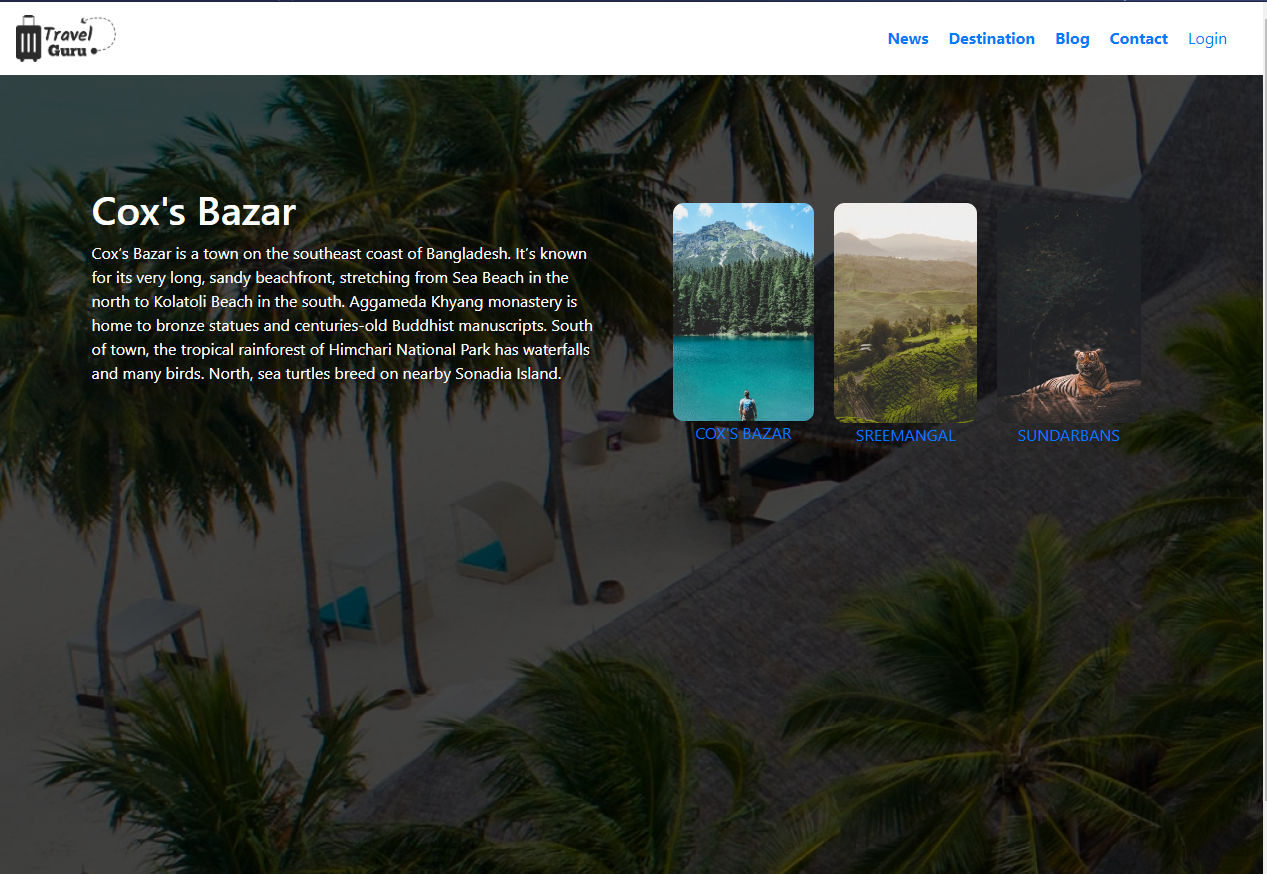 Travel
Guru
News Destination Blog Contact Login
Cox's Bazar
Cox’s Bazar is a town on the southeast coast of Bangladesh. It’s known
for its very long, sandy beachfront, stretching from Sea Beach in the
north to Kolatoli Beach in the south. Aggameda Khyang monastery is
home to bronze statues and centuries-old Buddhist manuscripts. South
of town, the tropical rainforest of Himchari National Park has waterfalls
and many birds. North, sea turtles breed on nearby Sonadia Island.
COX'S BAZAR
SREEMANGAL
SUNDARBANS